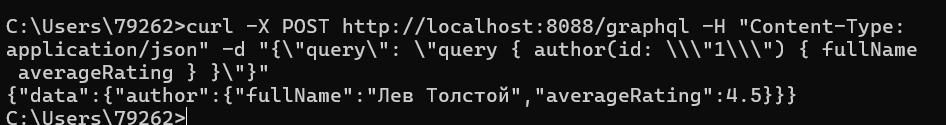 C:\Users\79262>curl -X POST http://localhost:8088/graphql -H "Content-Type:
application/json" -d "{\"query\": \"query { author(id: \\\"1\\\") { fullName
averageRating } }\"}"
{"data":{"author":{"fullName":"Лев Толстой","averageRating":4.5}}}
C:\Users\79262>